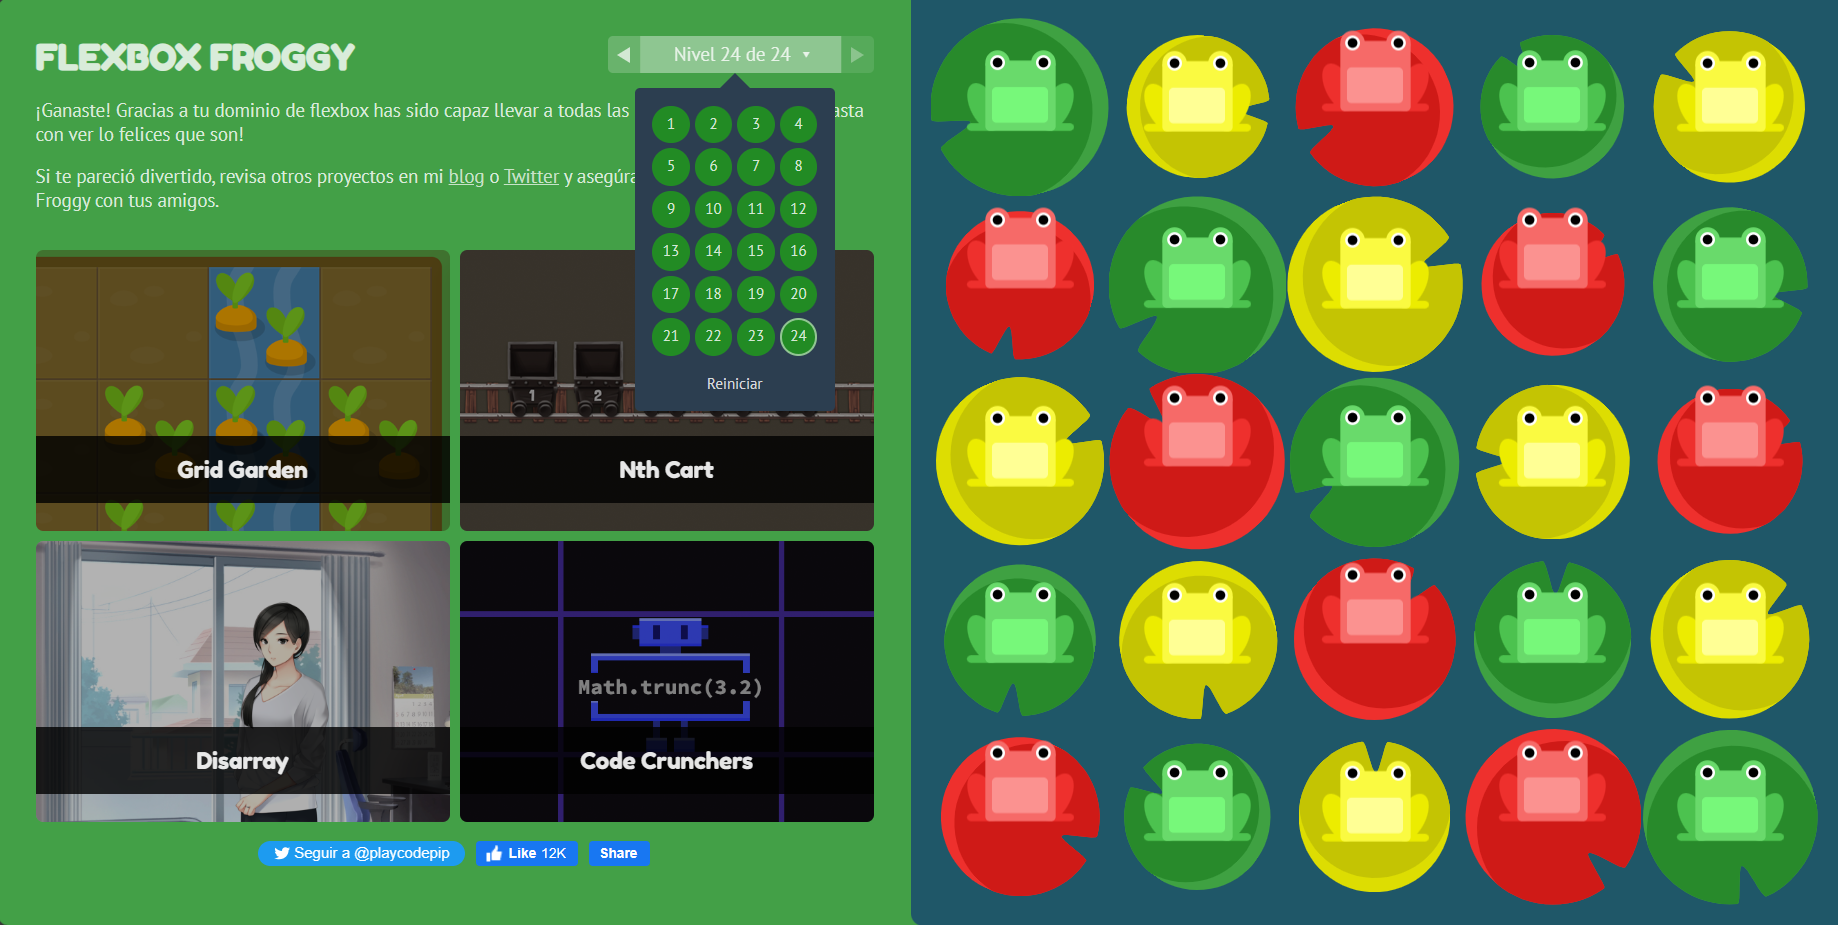 FLEXBOX FROGGY
Nivel 24 de 24
¡Ganaste! Gracias a tu dominio de flexbox has sido capaz llevar a todas las
asta
con ver lo felices que son!
Si te pareció divertido, revisa otros proyectos en mi blog o Twitter y asegúra
Froggy con tus amigos.
1 2 3 4
5 6 7 8
9 10 11 12
13 14 15 16
17 18 19 20
21 22 23 24
Reiniciar
1 2
Grid Garden
Nth Cart
Math.trunc(3.2)
Disarray
Code Crunchers
Seguir a @playcodepip
Like 12K
Share